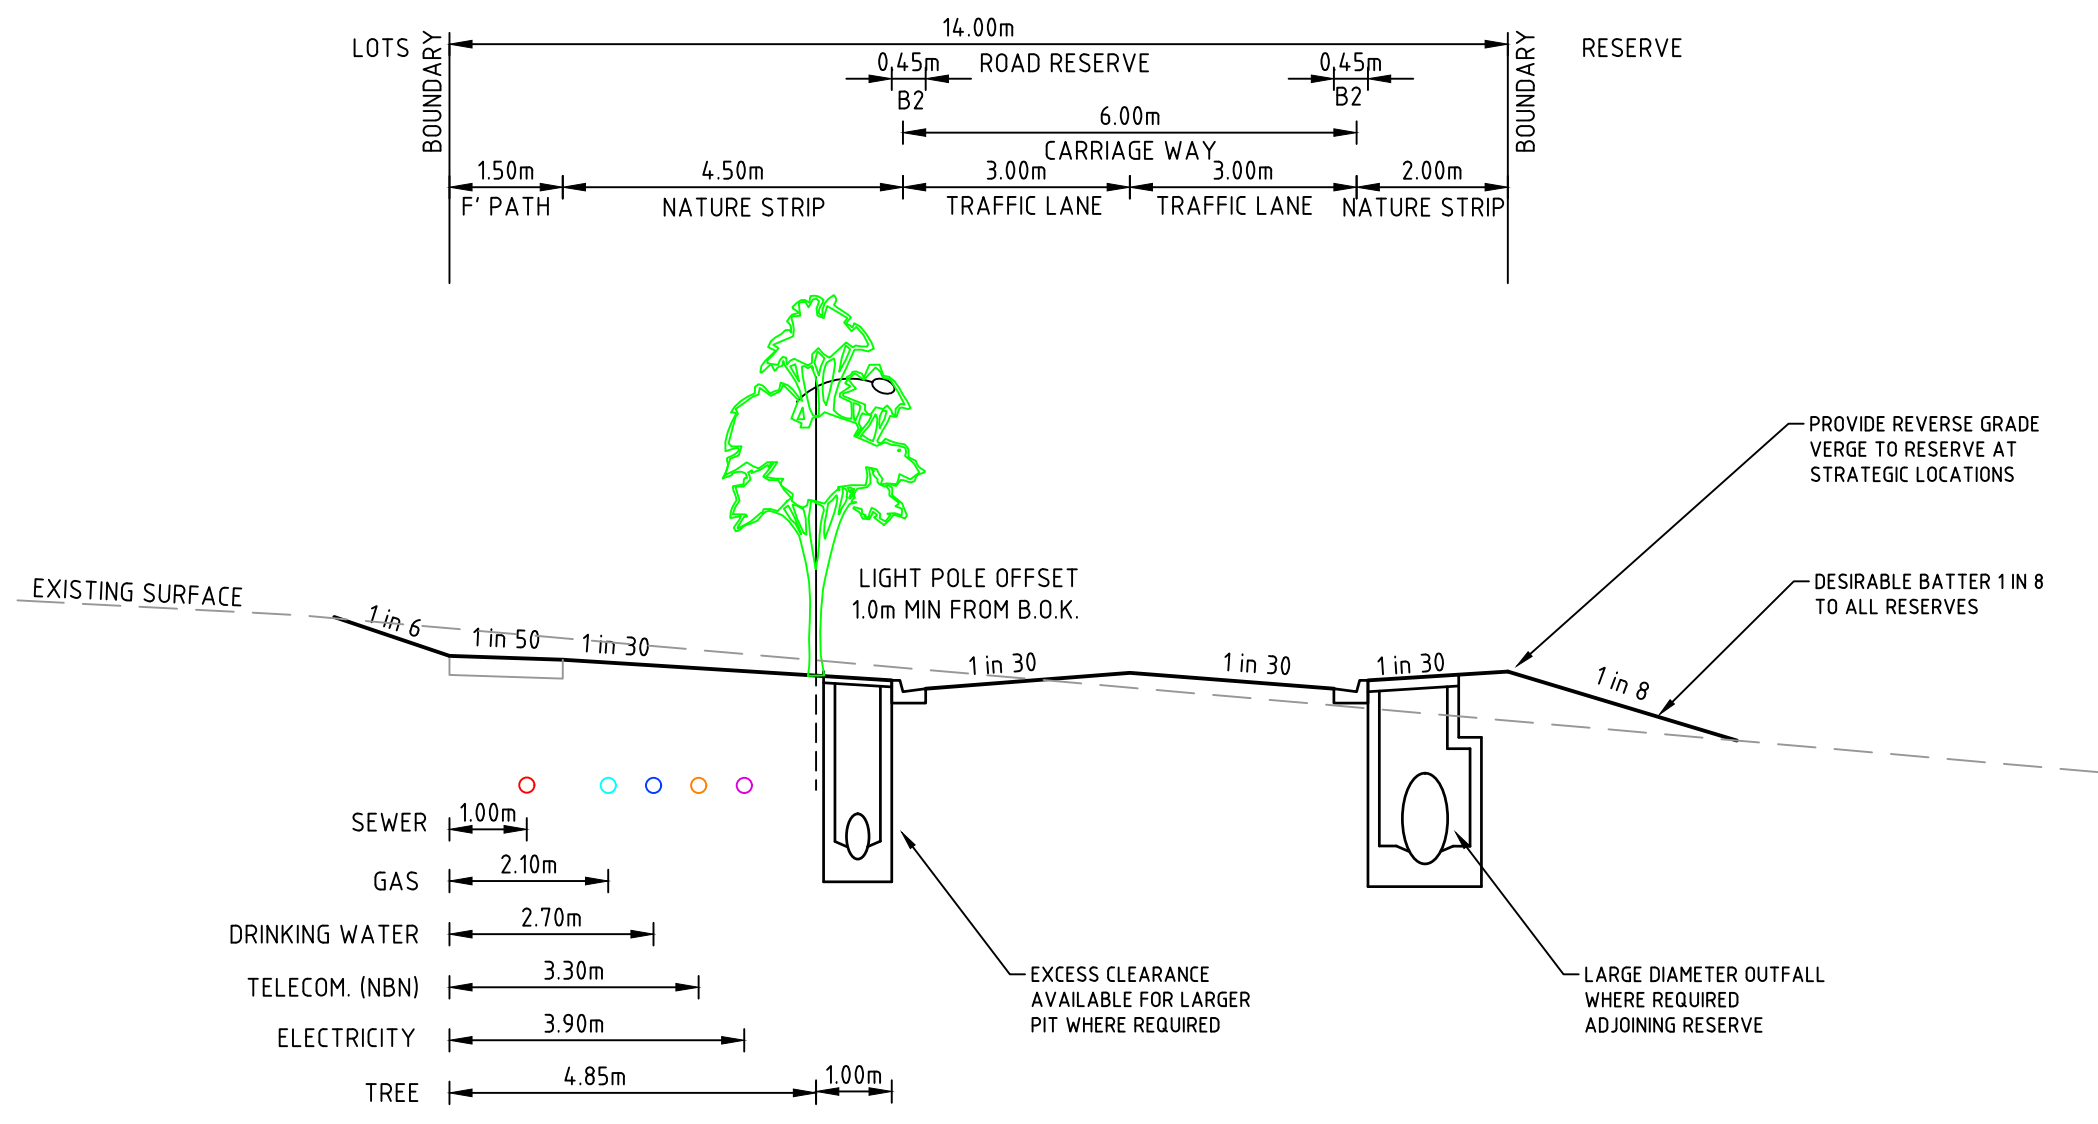 14.00m
LOTS
BOUNDARY
0.45m
ROAD RESERVE
0.45m
BOUNDARY
RESERVE
B2
B2
6.00m
CARRIAGE WAY
1.50m
4.50m
3.00m
3.00m
2.00m
F' PATH
NATURE STRIP
TRAFFIC LANE
TRAFFIC LANE
NATURE STRIP
PROVIDE REVERSE GRADE
VERGE TO RESERVE AT
STRATEGIC LOCATIONS
EXISTING SURFACE
LIGHT POLE OFFSET
1.0m MIN FROM B.O.K.
DESIRABLE BATTER 1 IN 8
TO ALL RESERVES
1 in 6
1 in 50
1 in 30
1 in 30
1 in 30
1 in 30
1 in 8
SEWER
1.00m
GAS
2.10m
DRINKING WATER
2.70m
TELECOM. (NBN)
3.30m
ELECTRICITY
3.90m
TREE
4.85m
1.00m
EXCESS CLEARANCE
AVAILABLE FOR LARGER
PIT WHERE REQUIRED
LARGE DIAMETER OUTFALL
WHERE REQUIRED
ADJOINING RESERVE